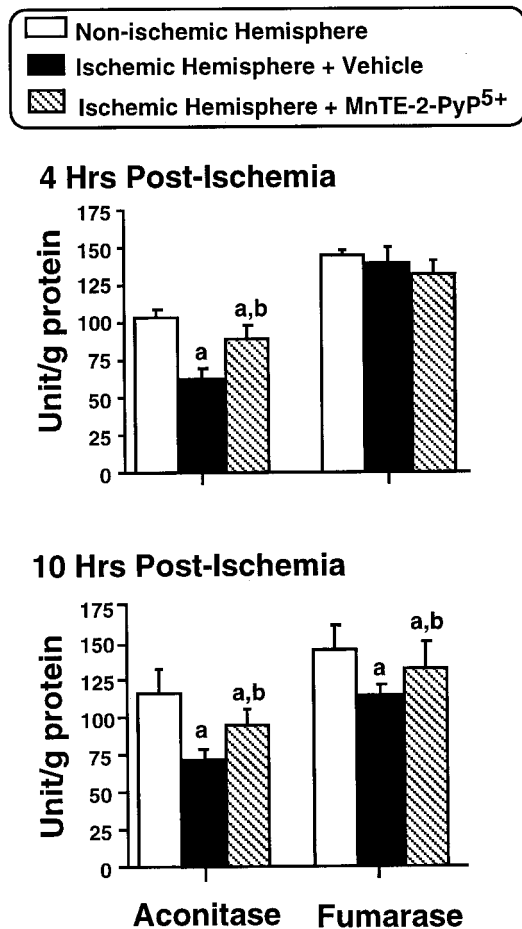 Non-ischemic Hemisphere
Ischemic Hemisphere + Vehicle
Ischemic Hemisphere + MnTE-2-PyP5+
4 Hrs Post-Ischemia
Unit/g protein
175
150
125
100
75
50
25
0
a
a,b
10 Hrs Post-Ischemia
Unit/g protein
175
150
125
100
75
50
25
0
a
a,b
a
a,b
Aconitase Fumarase